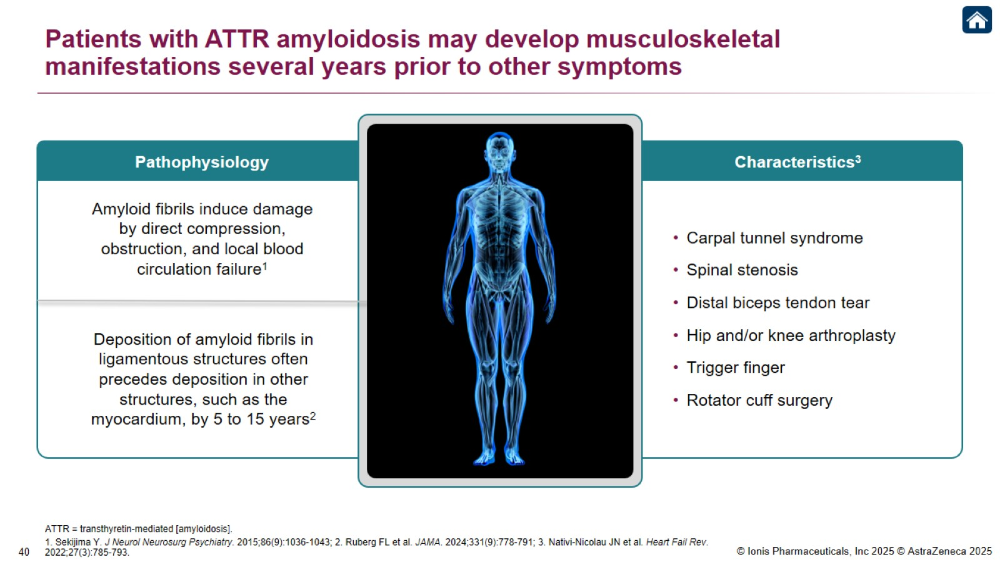 Patients with ATTR amyloidosis may develop musculoskeletal
manifestations several years prior to other symptoms
Pathophysiology
Amyloid fibrils induce damage
by direct compression,
obstruction, and local blood
circulation failure1
Deposition of amyloid fibrils in
ligamentous structures often
precedes deposition in other
structures, such as the
myocardium, by 5 to 15 years2
Characteristics3
• Carpal tunnel syndrome
• Spinal stenosis
• Distal biceps tendon tear
• Hip and/or knee arthroplasty
• Trigger finger
• Rotator cuff surgery
ATTR = transthyretin-mediated [amyloidosis].
1. Sekijima Y. J Neurol Neurosurg Psychiatry. 2015;86(9):1036-1043; 2. Ruberg FL et al. JAMA. 2024;331(9):778-791; 3. Nativi-Nicolau JN et al. Heart Fail Rev.
2022;27(3):785-793.
40
© Ionis Pharmaceuticals, Inc 2025 © AstraZeneca 2025